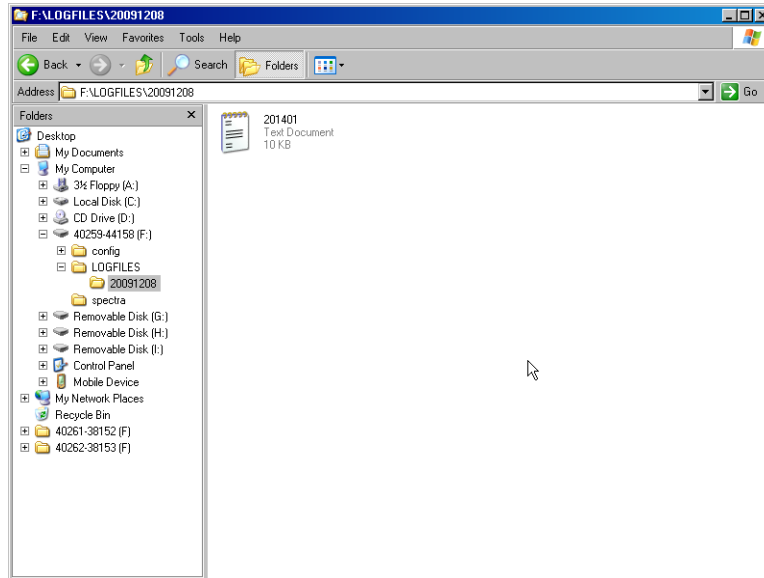 F:\LOGFILES\20091208
File Edit View Favorites Tools Help
Back Search Folders
Address F:\LOGFILES\20091208 Go
Folders
Desktop
My Documents
My Computer
3½ Floppy (A:)
Local Disk (C:)
CD Drive (D:)
40259-44158 (F:)
config
LOGFILES
20091208
spectra
Removable Disk (G:)
Removable Disk (H:)
Removable Disk (I:)
Control Panel
Mobile Device
My Network Places
Recycle Bin
40261-38152 (F)
40262-38153 (F)
201401
Text Document
10 KB